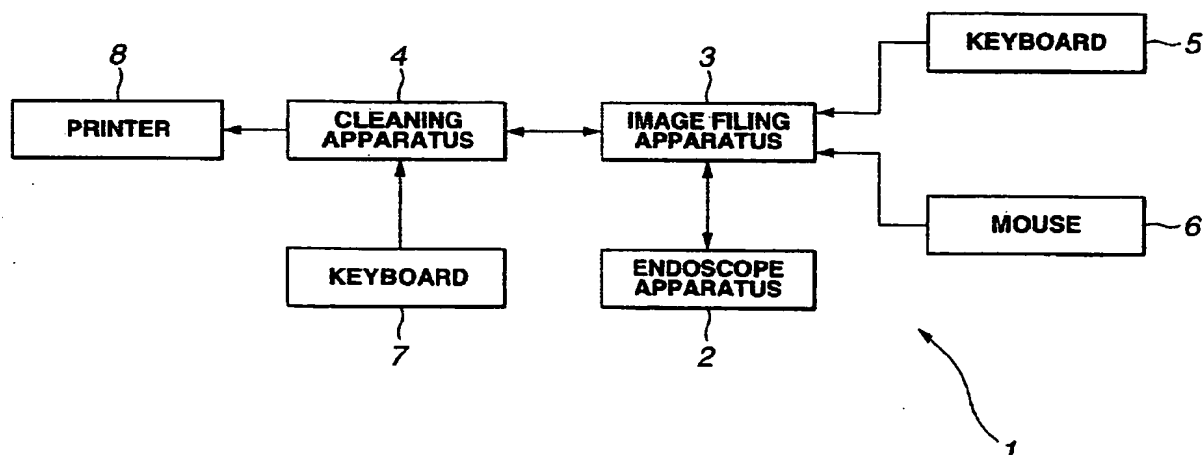 8
PRINTER
4
CLEANING
APPARATUS
3
IMAGE FILING
APPARATUS
KEYBOARD
5
MOUSE
6
KEYBOARD
7
ENDOSCOPE
APPARATUS
2
1